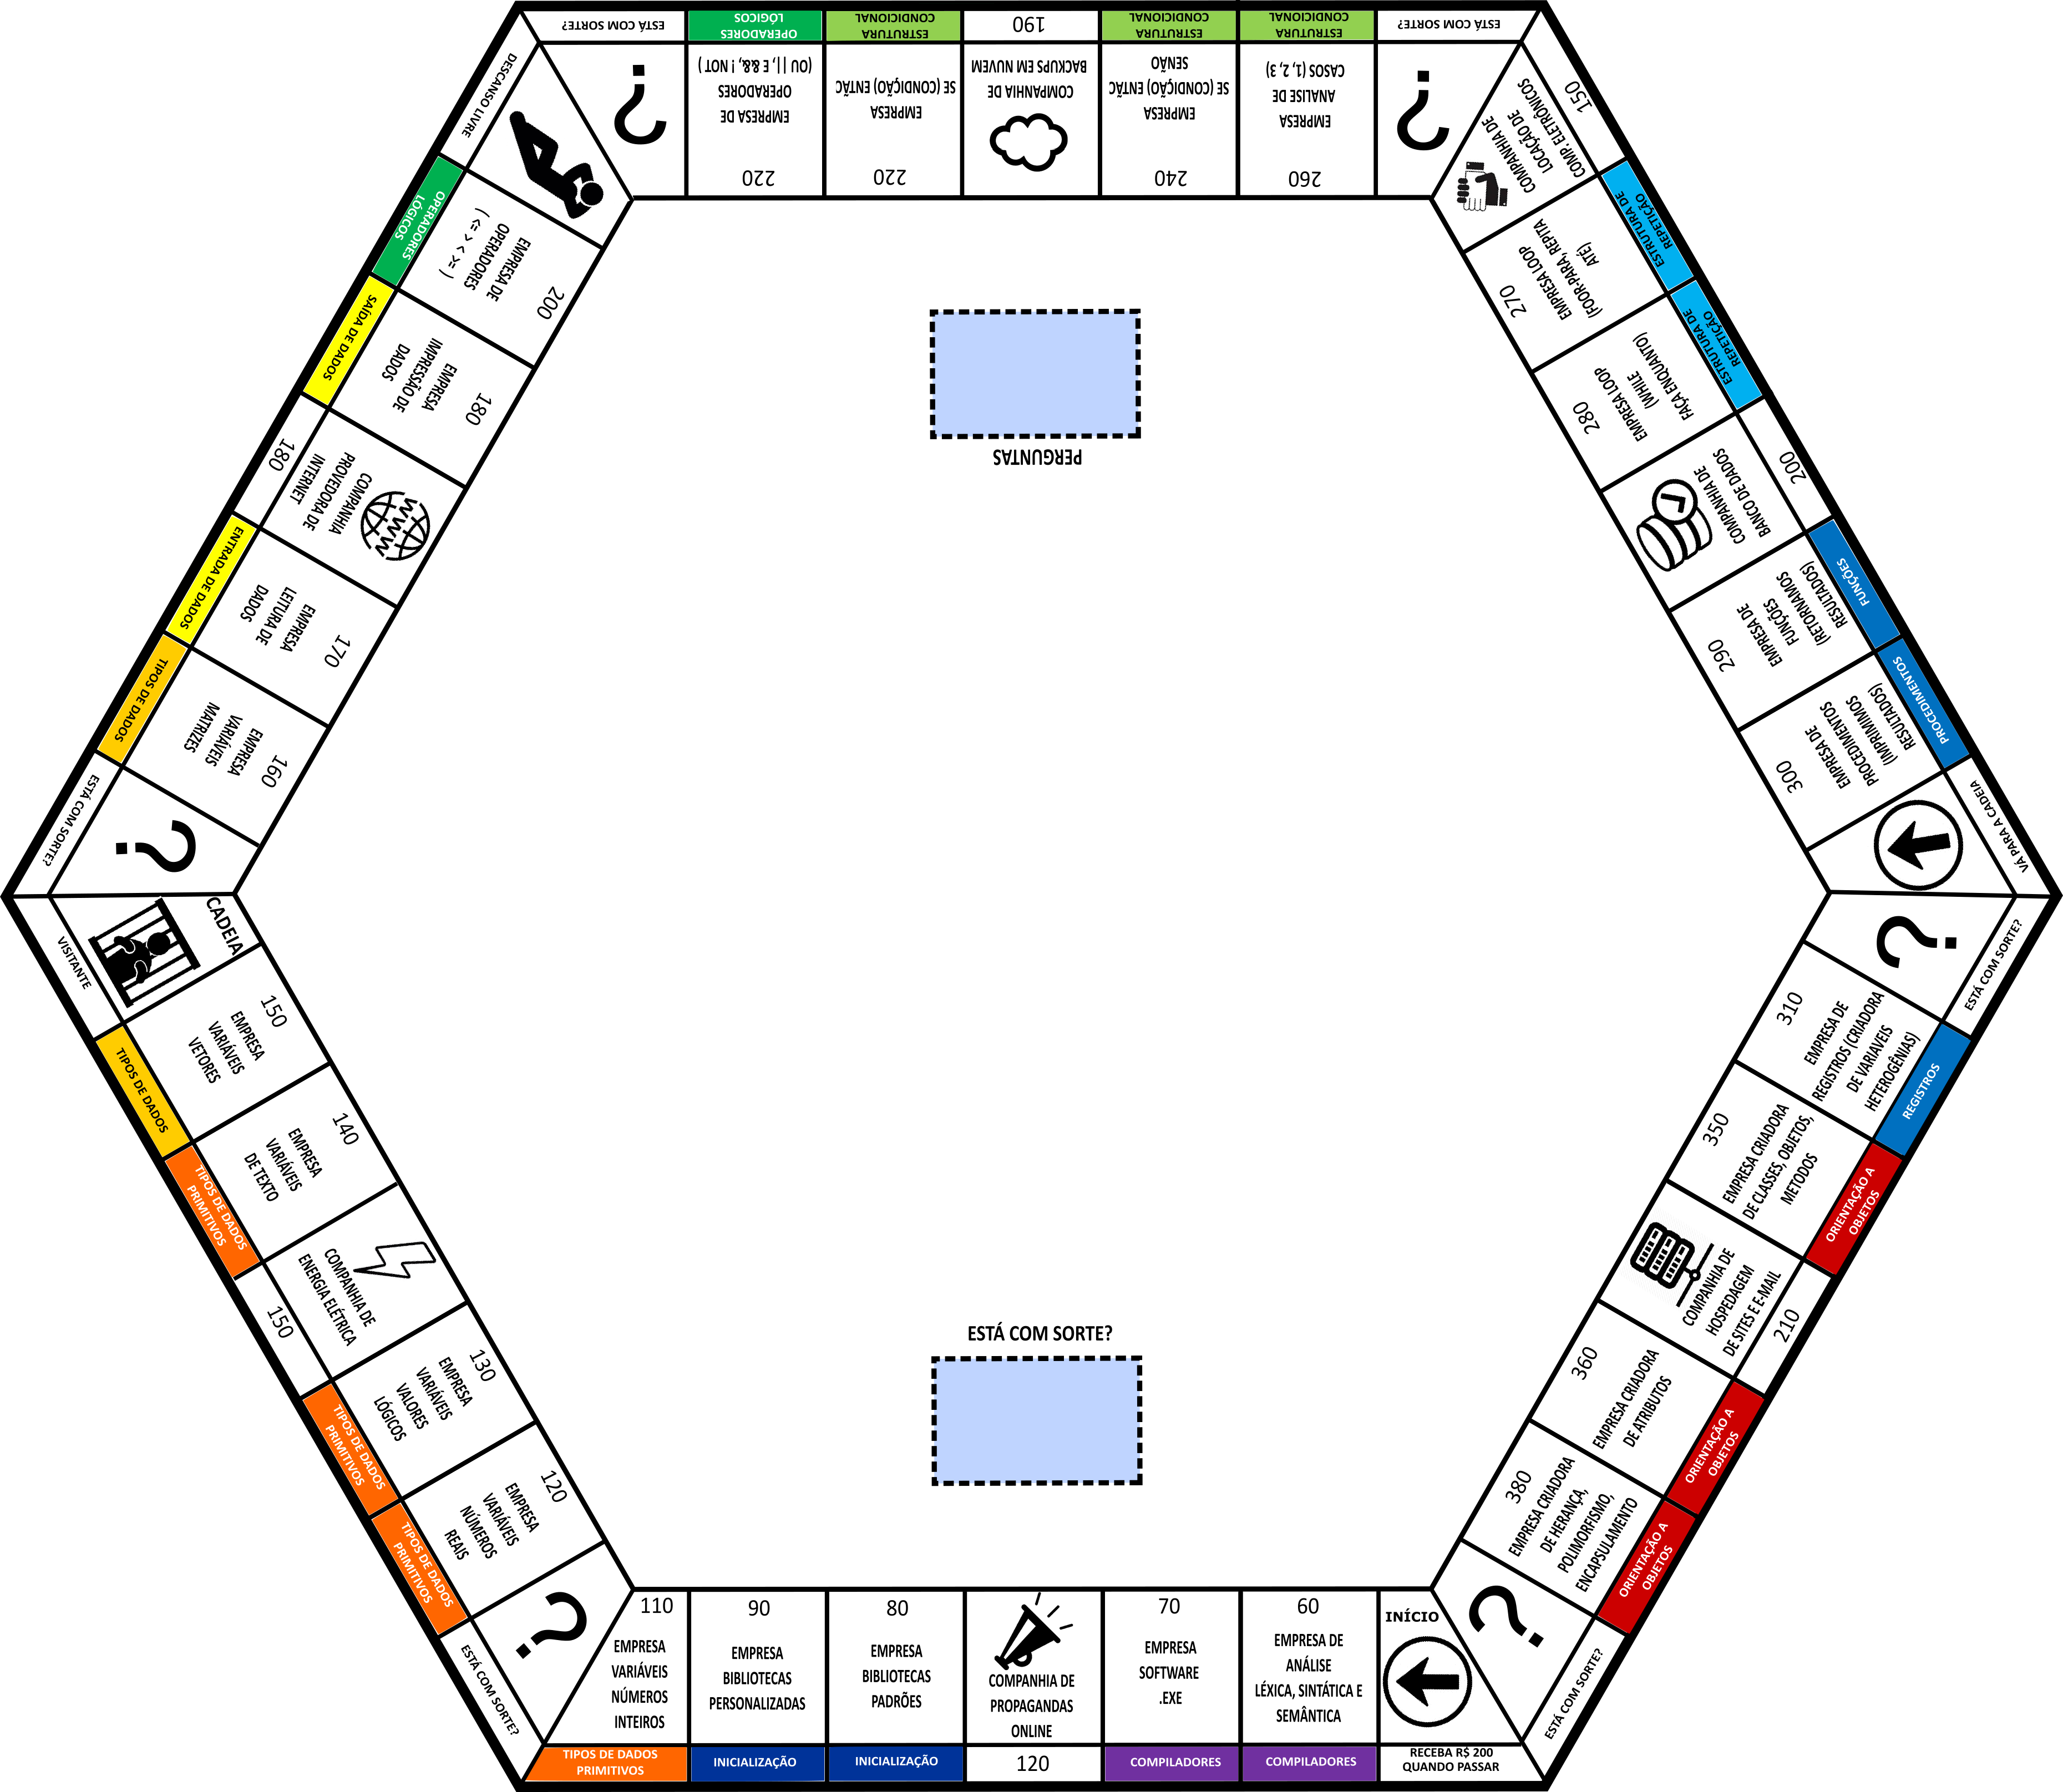 INÍCIO
RECEBA R$ 200
QUANDO PASSAR
60
EMPRESA DE
ANÁLISE
LÉXICA, SINTÁTICA E
SEMÂNTICA
COMPILADORES
70
EMPRESA
SOFTWARE
.EXE
COMPILADORES
COMPANHIA DE
PROPAGANDAS
ONLINE
120
80
EMPRESA
BIBLIOTECAS
PADRÕES
INICIALIZAÇÃO
90
EMPRESA
BIBLIOTECAS
PERSONALIZADAS
INICIALIZAÇÃO
110
EMPRESA
VARIÁVEIS
NÚMEROS
INTEIROS
TIPOS DE DADOS
PRIMITIVOS
?
ESTÁ COM SORTE?
120
EMPRESA
VARIÁVEIS
NÚMEROS
REAIS
TIPOS DE DADOS
PRIMITIVOS
130
EMPRESA
VARIÁVEIS
VALORES
LÓGICOS
TIPOS DE DADOS
PRIMITIVOS
COMPANHIA DE
ENERGIA ELÉTRICA
150
140
EMPRESA
VARIÁVEIS
DE TEXTO
TIPOS DE DADOS
PRIMITIVOS
150
EMPRESA
VARIÁVEIS
VETORES
TIPOS DE DADOS
CADEIA
VISITANTE
?
ESTÁ COM SORTE?
160
EMPRESA
VARIÁVEIS
MATRIZES
TIPOS DE DADOS
170
EMPRESA
LEITURA DE
DADOS
ENTRADA DE DADOS
WWW
COMPANHIA
PROVEDORA DE
INTERNET
180
180
EMPRESA
IMPRESSÃO DE
DADOS
SAÍDA DE DADOS
200
EMPRESA DE
OPERADORES
( <= > < >= )
OPERADORES
LÓGICOS
DESCANSO LIVRE
?
ESTÁ COM SORTE?
220
EMPRESA DE
OPERADORES
(OU ||, E &&, ! NOT )
OPERADORES
LÓGICOS
220
EMPRESA
SE (CONDIÇÃO) ENTÃC
ESTRUTURA
CONDICIONAL
COMPANHIA DE
BACKUPS EM NUVEM
190
240
EMPRESA
SE (CONDIÇÃO) ENTÃC
SENÃO
ESTRUTURA
CONDICIONAL
260
EMPRESA
ANALISE DE
CASOS (1, 2, 3)
ESTRUTURA
CONDICIONAL
?
ESTÁ COM SORTE?
COMPANHIA DE
LOCAÇÃO DE
COMP. ELETRÔNICOS
150
270
EMPRESA LOOP
(FOOR-PARA, REPITA
ATÉ)
ESTRUTURA DE
REPETIÇÃO
280
EMPRESA LOOP
(WHILE
FAÇA ENQUANTO)
ESTRUTURA DE
REPETIÇÃO
COMPANHIA DE
BANCO DE DADOS
200
290
EMPRESA DE
FUNÇÕES
(RETORNAMOS
RESULTADOS)
FUNÇÕES
300
EMPRESA DE
PROCEDIMENTOS
(IMPRIMIMOS
RESULTADOS)
PROCEDIMENTOS
VÁ PARA A CADEIA
?
ESTÁ COM SORTE?
310
EMPRESA DE
REGISTROS (CRIADORA
DE VARIAVEIS
HETEROGÊNIAS)
REGISTROS
350
EMPRESA CRIADORA
DE CLASSES, OBJETOS,
METODOS
ORIENTAÇÃO A
OBJETOS
COMPANHIA DE
HOSPEDAGEM
DE SITES E E-MAIL
210
360
EMPRESA CRIADORA
DE ATRIBUTOS
ORIENTAÇÃO A
OBJETOS
380
EMPRESA CRIADORA
DE HERANÇA,
POLIMORFISMO,
ENCAPSULAMENTO
ORIENTAÇÃO A
OBJETOS
?
ESTÁ COM SORTE?
PERGUNTAS
ESTÁ COM SORTE?